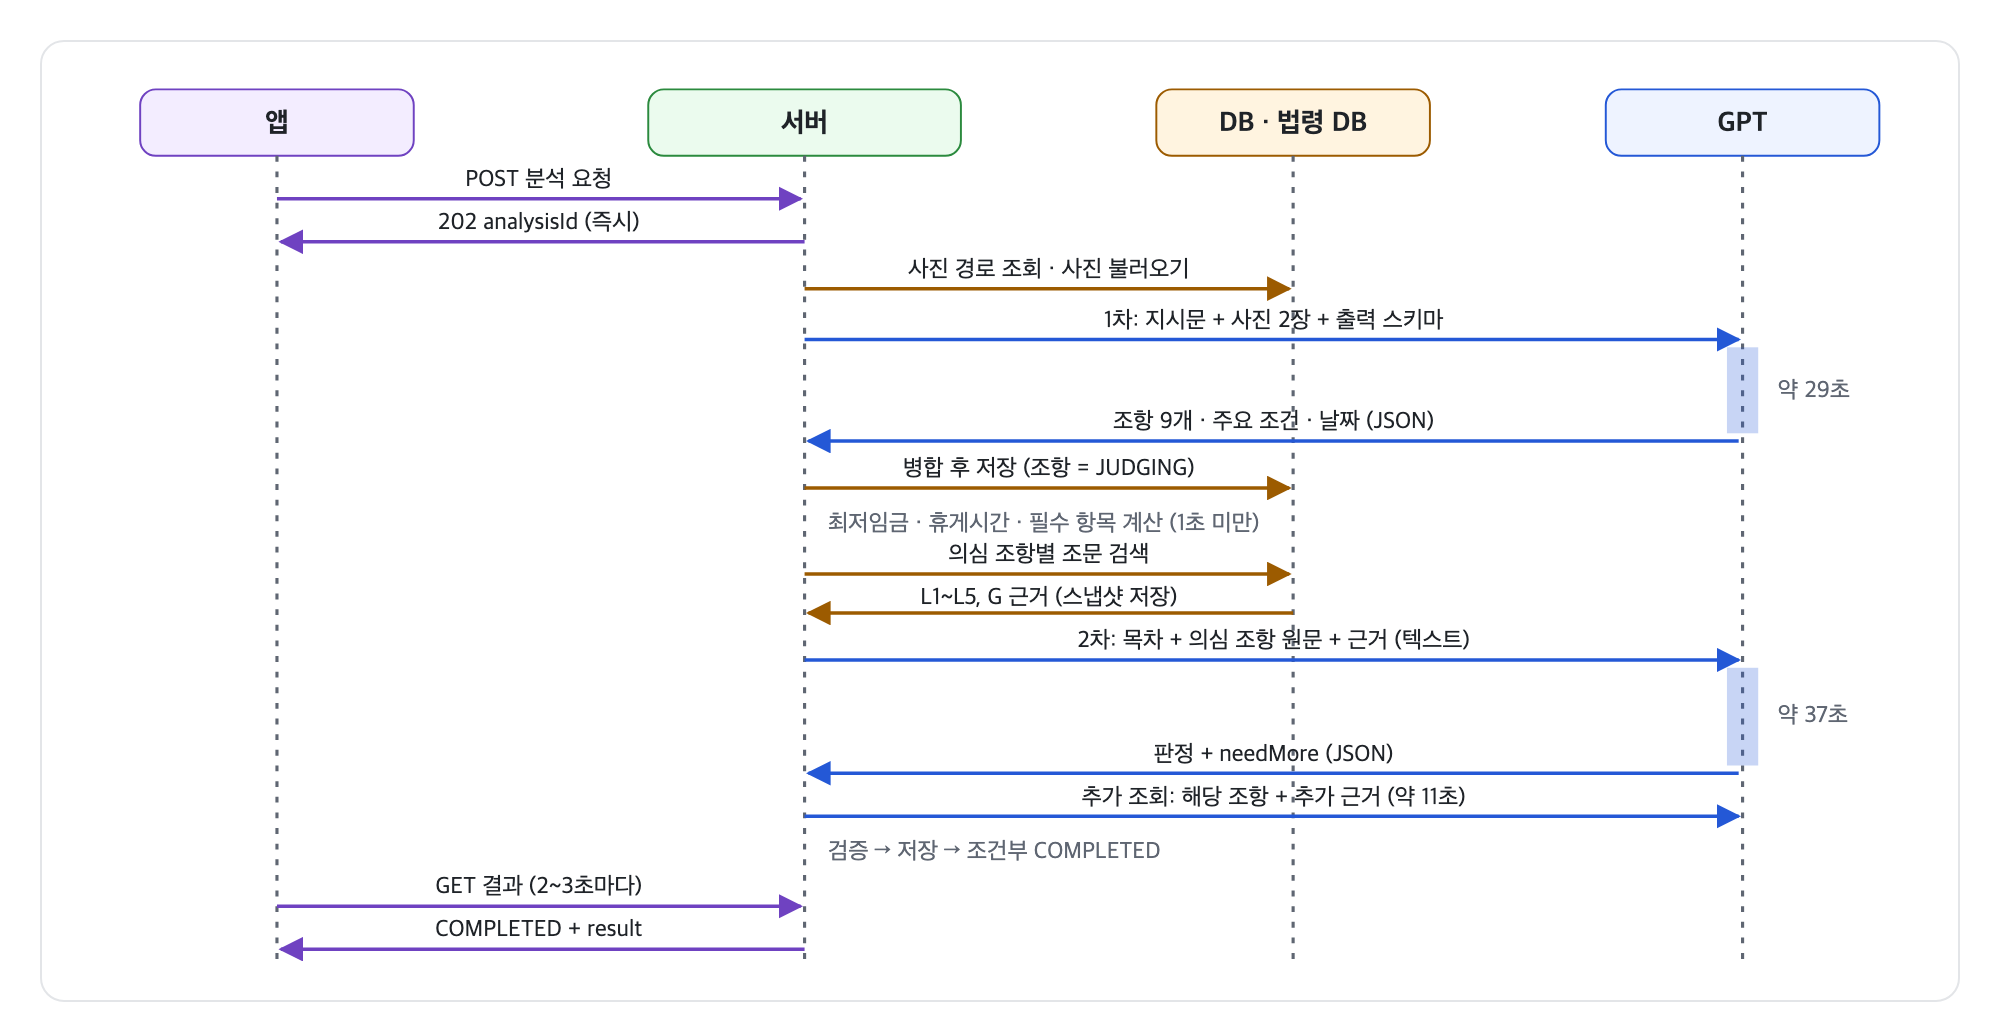 앱
서버
DB · 법령 DB
GPT
POST 분석 요청
202 analysisId (즉시)
사진 경로 조회 · 사진 불러오기
1차: 지시문 + 사진 2장 + 출력 스키마
약 29초
조항 9개 · 주요 조건 · 날짜 (JSON)
병합 후 저장 (조항 = JUDGING)
최저임금 · 휴게시간 · 필수 항목 계산 (1초 미만)
의심 조항별 조문 검색
L1~L5, G 근거 (스냅샷 저장)
2차: 목차 + 의심 조항 원문 + 근거 (텍스트)
약 37초
판정 + needMore (JSON)
추가 조회: 해당 조항 + 추가 근거 (약 11초)
검증 → 저장 → 조건부 COMPLETED
GET 결과 (2~3초마다)
COMPLETED + result